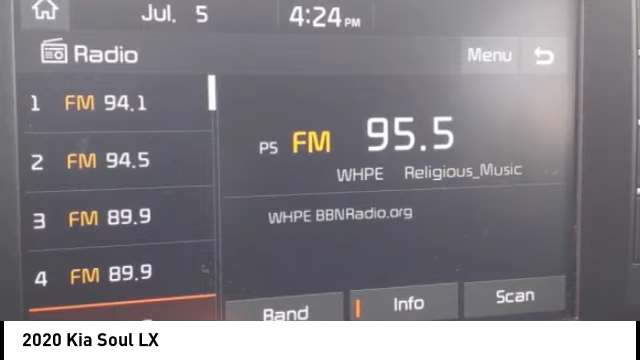 Jul. 5 4:24 PM
Radio Menu
1 FM 94.1
2 FM 94.5
3 FM 89.9
4 FM 89.9
P5 FM 95.5
WHPE Religious_Music
WHPE BBNRadio.org
Band Info Scan
2020 Kia Soul LX